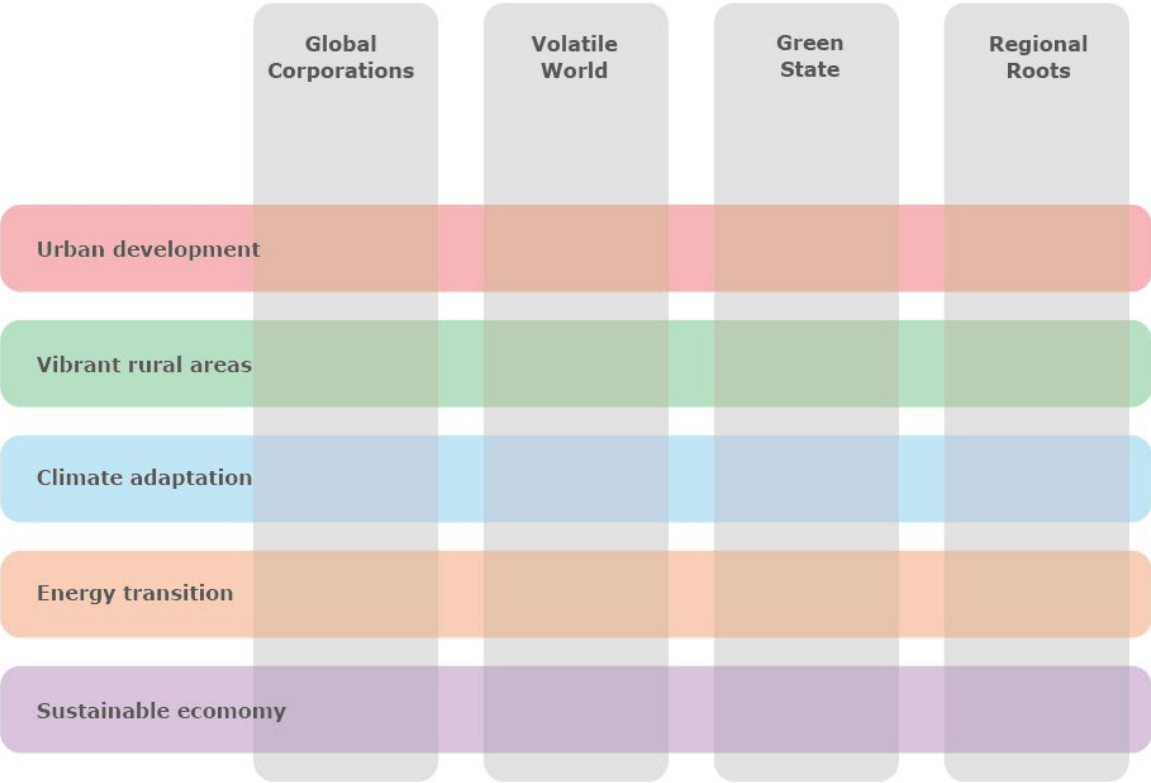 Global
Corporations
Volatile
World
Green
State
Regional
Roots
Urban development
Vibrant rural areas
Climate adaptation
Energy transition
Sustainable ecomomy